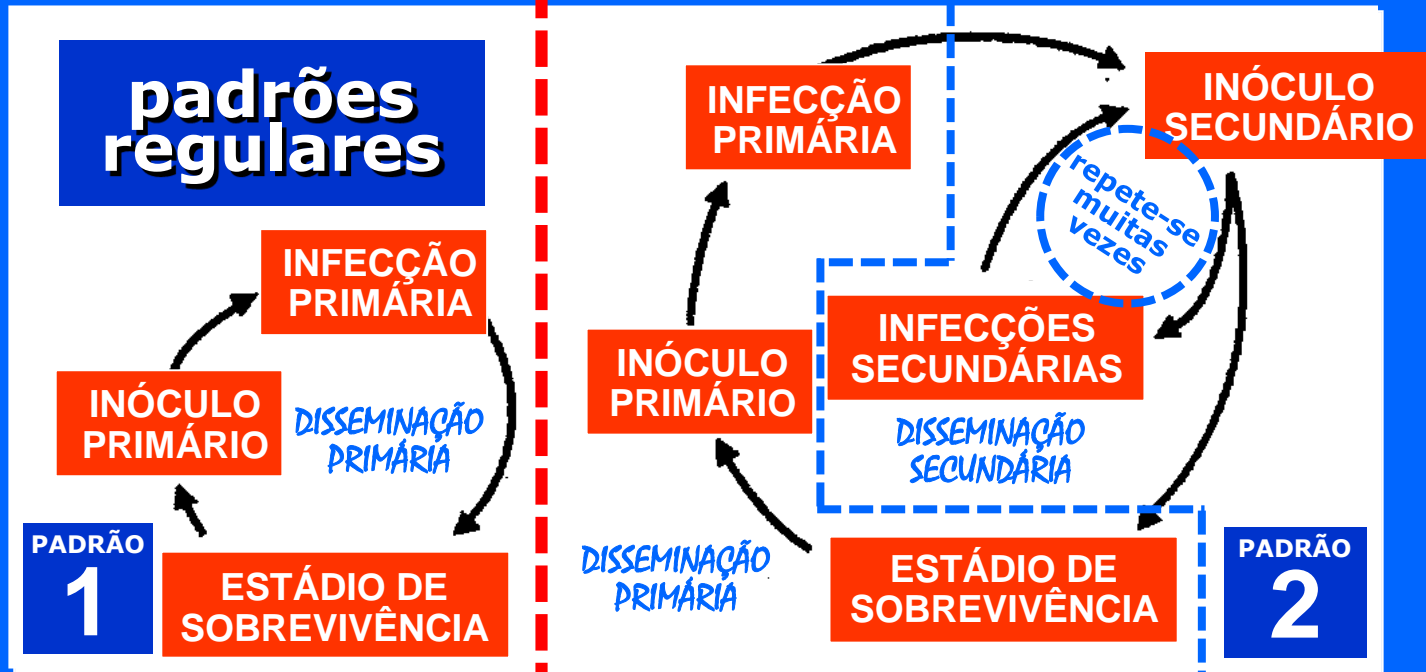 padrões
regulares
INFECÇÃO
PRIMÁRIA
INÓCULO
PRIMÁRIO
DISSEMINAÇÃO
PRIMÁRIA
ESTÁDIO DE
SOBREVIVÊNCIA
PADRÃO
1
INFECÇÃO
PRIMÁRIA
INÓCULO
SECUNDÁRIO
repete-se
muitas
vezes
INFECÇÕES
SECUNDÁRIAS
INÓCULO
PRIMÁRIO
DISSEMINAÇÃO
SECUNDÁRIA
DISSEMINAÇÃO
PRIMÁRIA
ESTÁDIO DE
SOBREVIVÊNCIA
PADRÃO
2